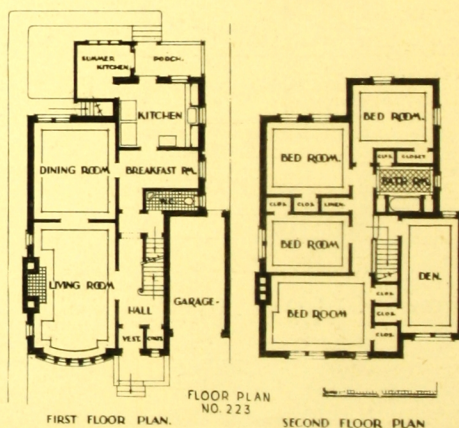 SUMMER
KITCHEN
PORCH.
KITCHEN
DINING ROOM
BREAKFAST RM.
W.C.
LIVING ROOM
HALL
GARAGE-
VEST.
FLOOR PLAN
NO. 223
FIRST FLOOR PLAN.
BED ROOM.
CLOS.
CLOSET
BED ROOM.
BATH RM.
CLOS.
CLOS.
LINEN.
BED ROOM
DEN.
BED ROOM
CLOS.
CLOS.
CLOS.
SECOND FLOOR PLAN